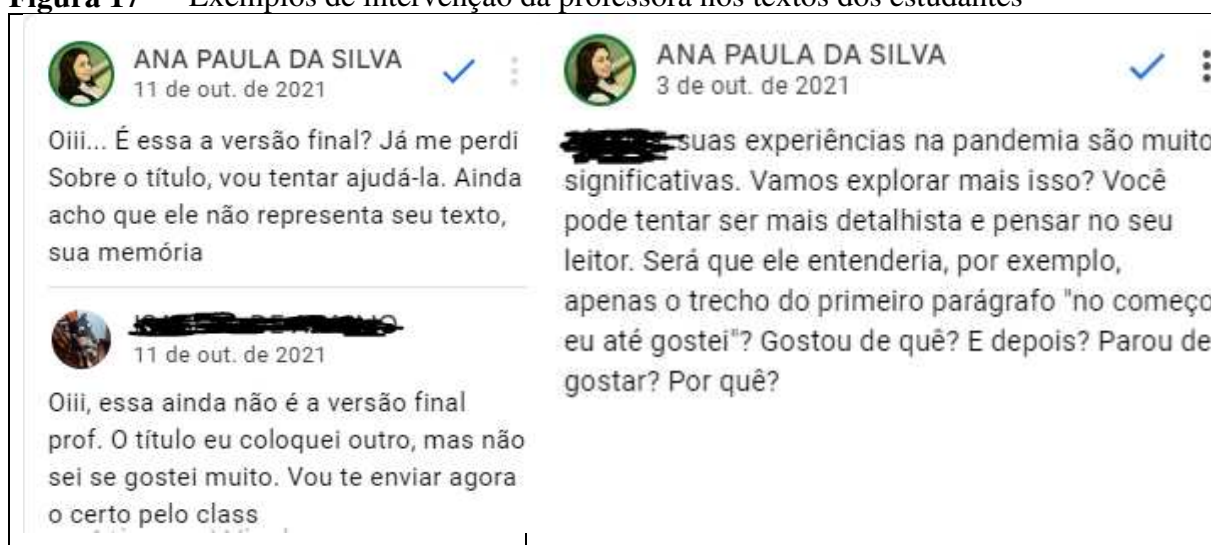 Figura 17 Exemplos de intervenção da professora nos textos dos estudantes
ANA PAULA DA SILVA
11 de out. de 2021
Oiii... É essa a versão final? Já me perdi
Sobre o título, vou tentar ajudá-la. Ainda
acho que ele não representa seu texto,
sua memória
11 de out. de 2021
Oiii, essa ainda não é a versão final
prof. O título eu coloquei outro, mas não
sei se gostei muito. Vou te enviar agora
o certo pelo class
ANA PAULA DA SILVA
3 de out. de 2021
suas experiências na pandemia são muito
significativas. Vamos explorar mais isso? Você
pode tentar ser mais detalhista e pensar no seu
leitor. Será que ele entenderia, por exemplo,
apenas o trecho do primeiro parágrafo "no começo
eu até gostei"? Gostou de quê? E depois? Parou de
gostar? Por quê?